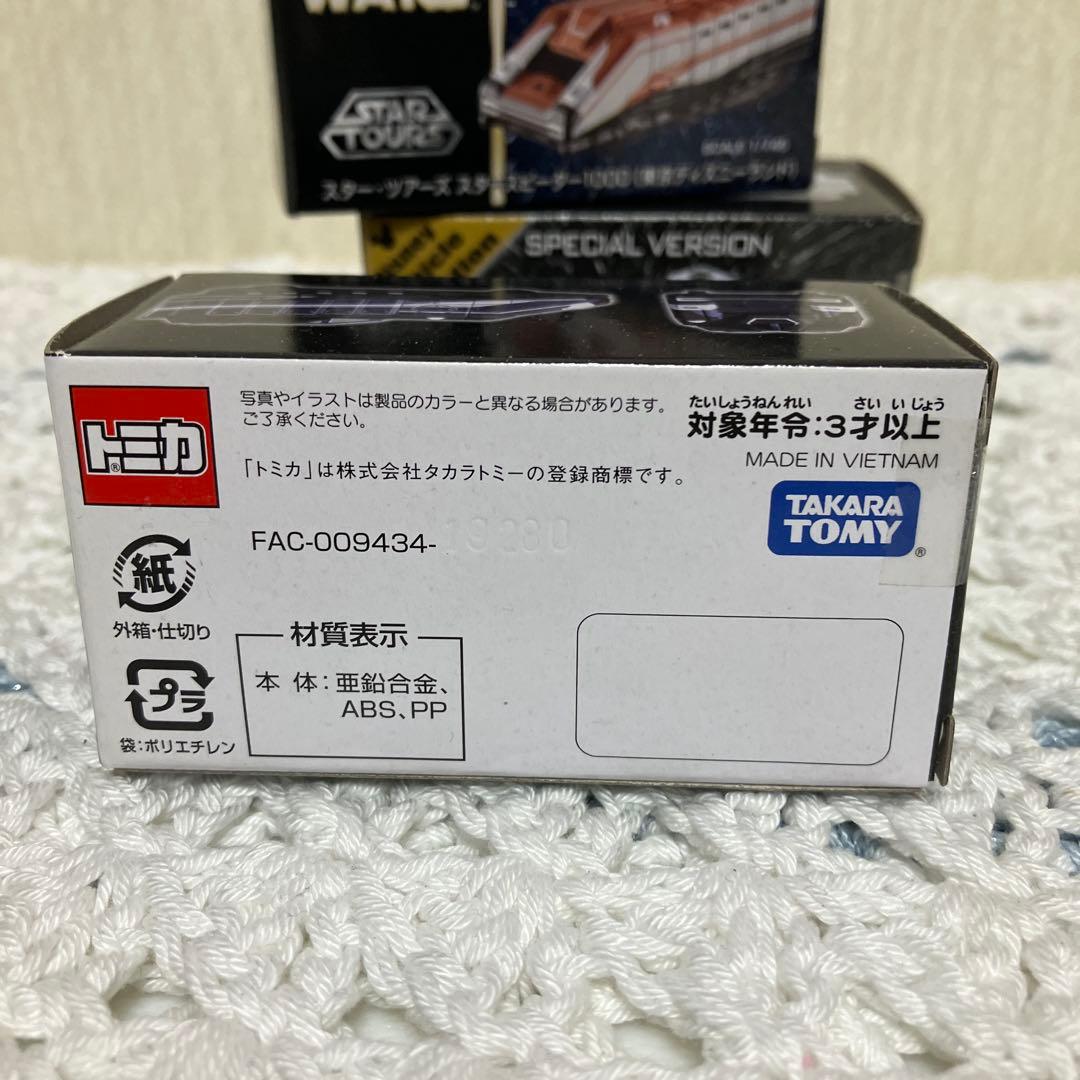 WARS
STAR
TOURS
SCALE 1/148
スター・ツアーズ スタースピーダー1000(東京ディズニーランド)
SPECIAL VERSION
トミカ
®
写真やイラストは製品のカラーと異なる場合があります。
ご了承ください。
「トミカ」は株式会社タカラトミーの登録商標です。
たいしょうねんれい さい いじょう
対象年令:3才以上
MADE IN VIETNAM
TAKARA
TOMY
®
FAC-009434-19280
紙
外箱・仕切り
プラ
袋:ポリエチレン
材質表示
本 体:亜鉛合金、
ABS、PP